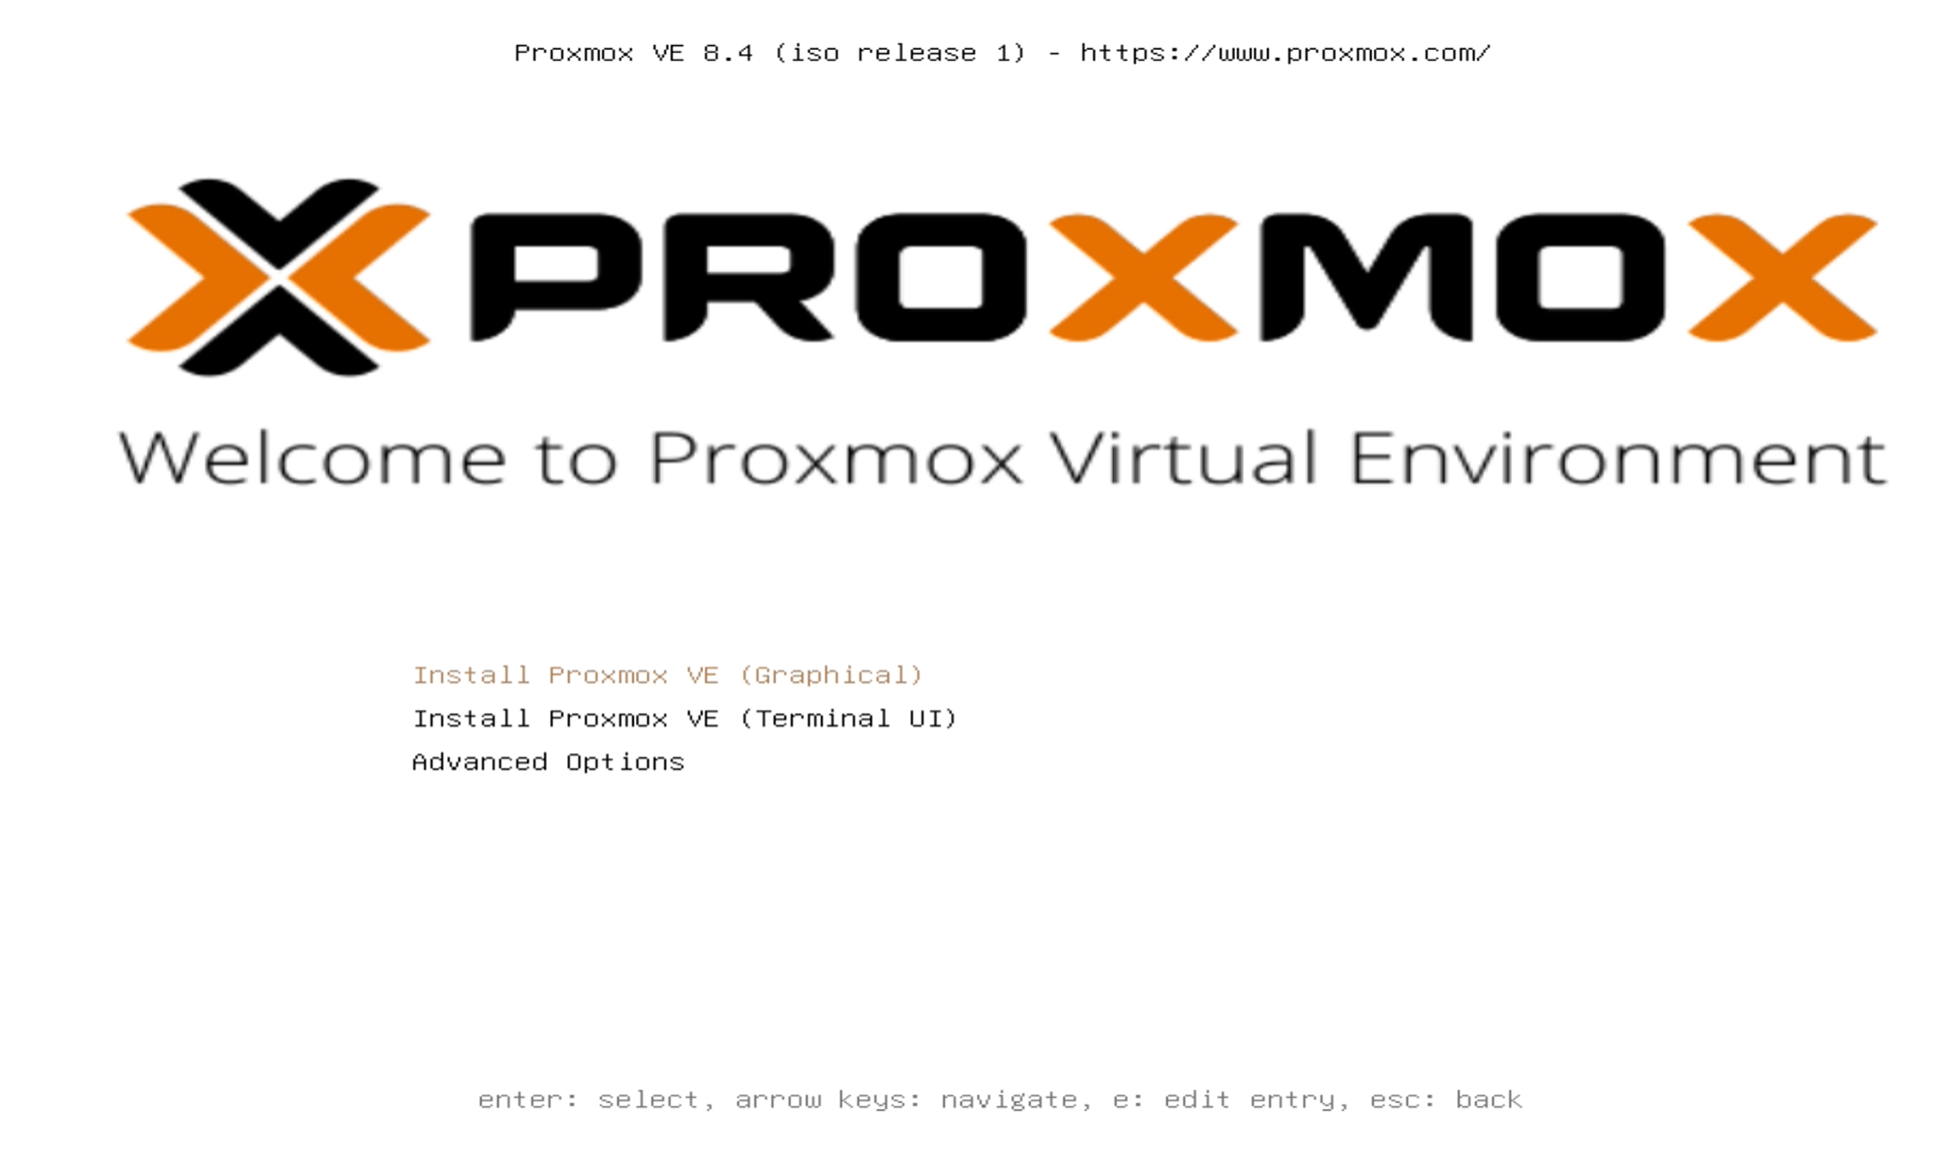 Proxmox VE 8.4 (iso release 1) - https://www.proxmox.com/
PROXMOX
Welcome to Proxmox Virtual Environment
Install Proxmox VE (Graphical)
Install Proxmox VE (Terminal UI)
Advanced Options
enter: select, arrow keys: navigate, e: edit entry, esc: back